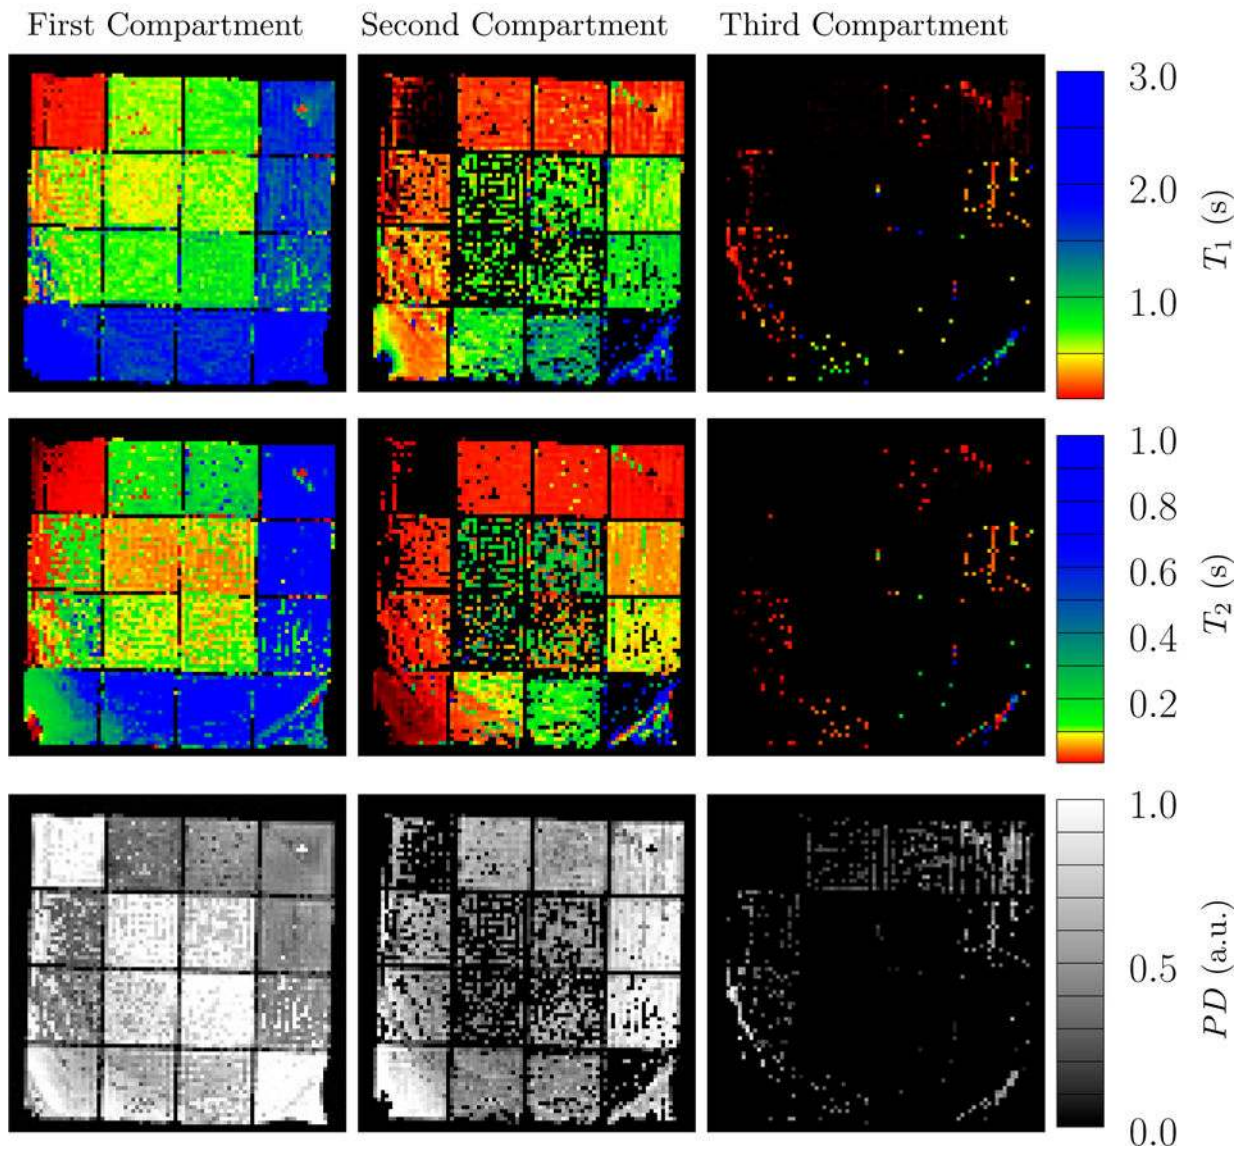 First Compartment Second Compartment Third Compartment
3.0
2.0
1.0
T₁ (s)
1.0
0.8
0.6
0.4
0.2
T₂ (s)
1.0
0.5
0.0
PD (a.u.)